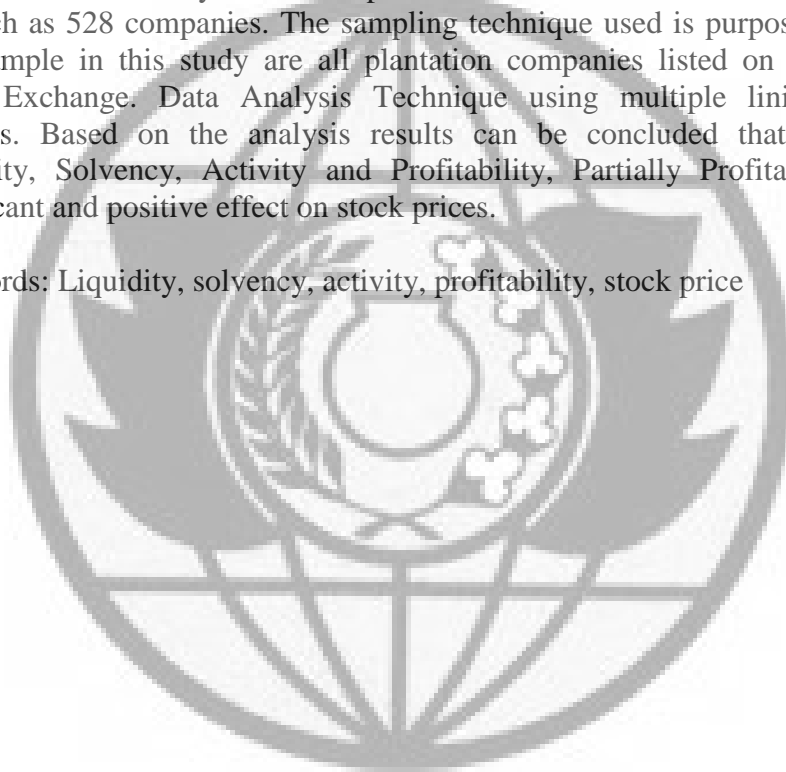 ch as 528 companies. The sampling technique used is purpos
mple in this study are all plantation companies listed on
Exchange. Data Analysis Technique using multiple lini
s. Based on the analysis results can be concluded that
ity, Solvency, Activity and Profitability, Partially Profita
cant and positive effect on stock prices.
rds: Liquidity, solvency, activity, profitability, stock price